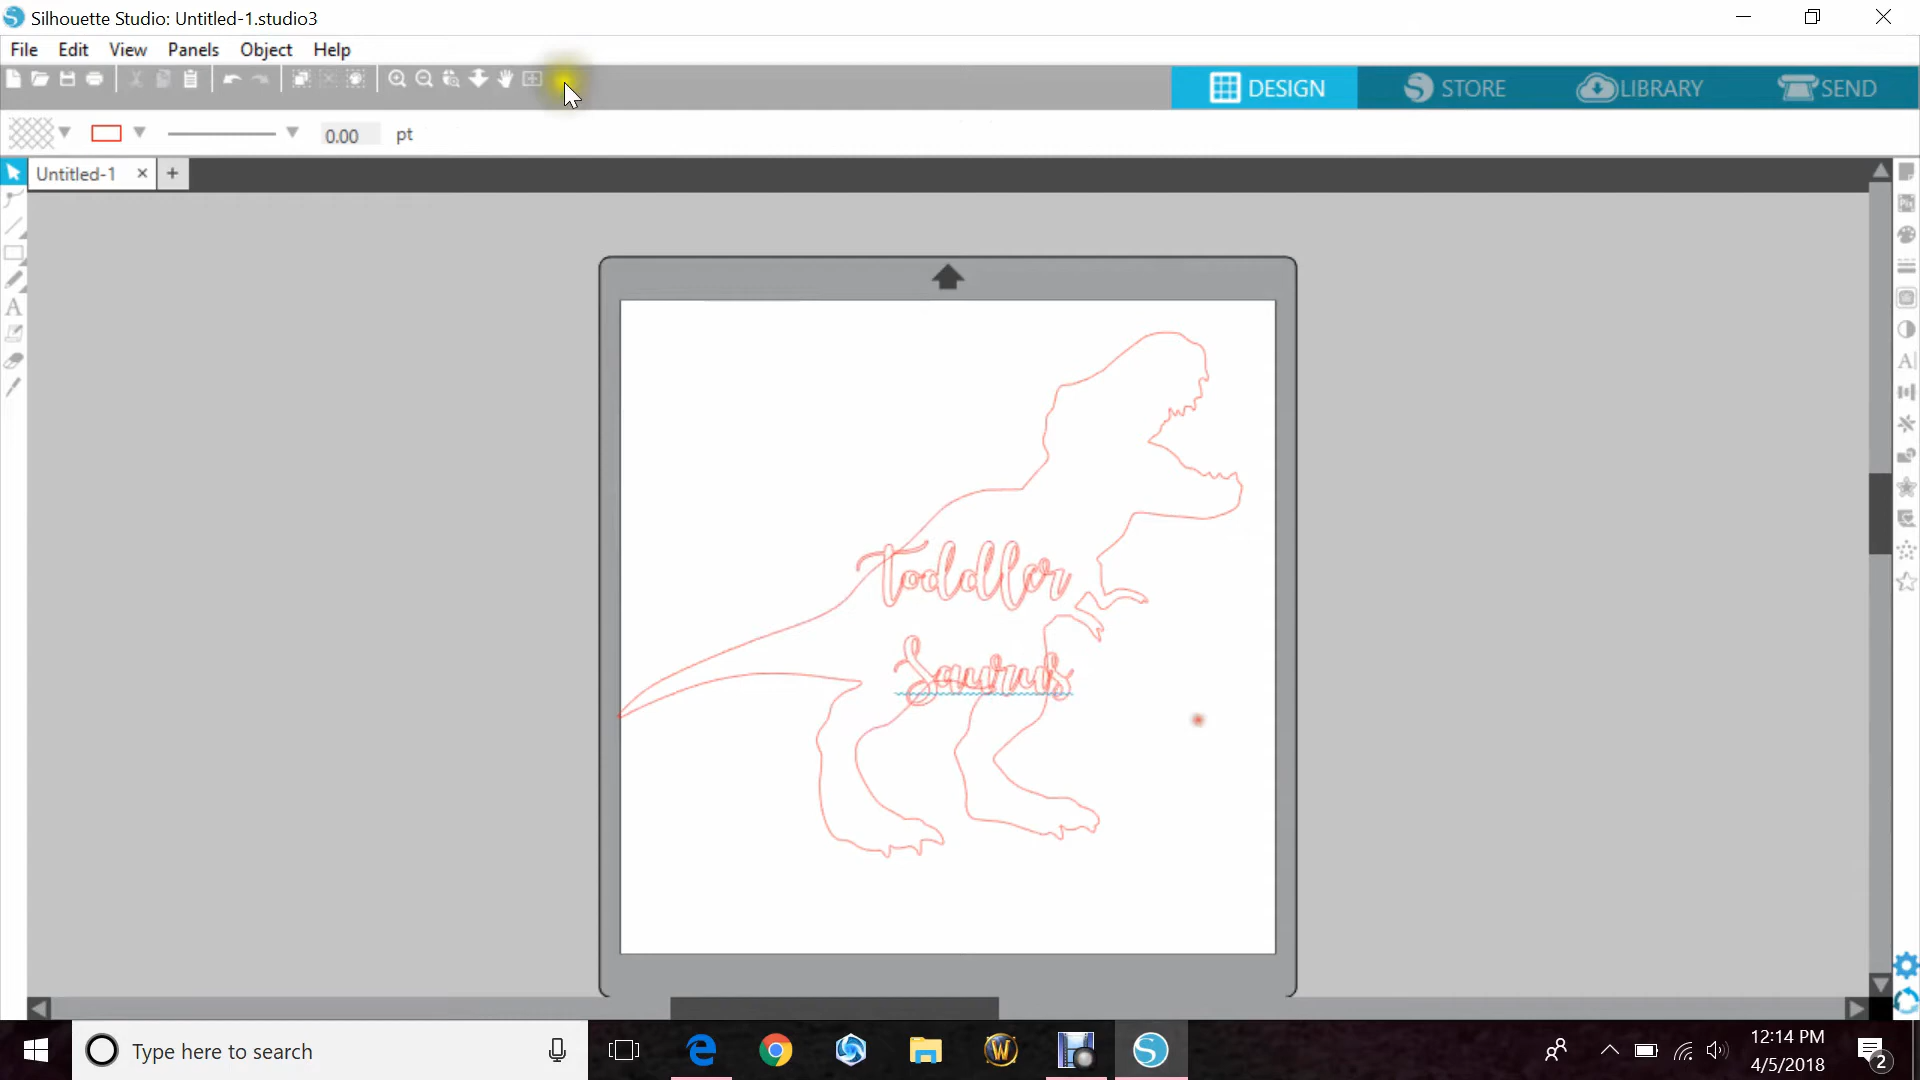 Silhouette Studio: Untitled-1.studio3
File Edit View Panels Object Help
DESIGN STORE LIBRARY SEND
0.00 pt
Untitled-1
Toddler
Saurus
Type here to search
12:14 PM
4/5/2018
2